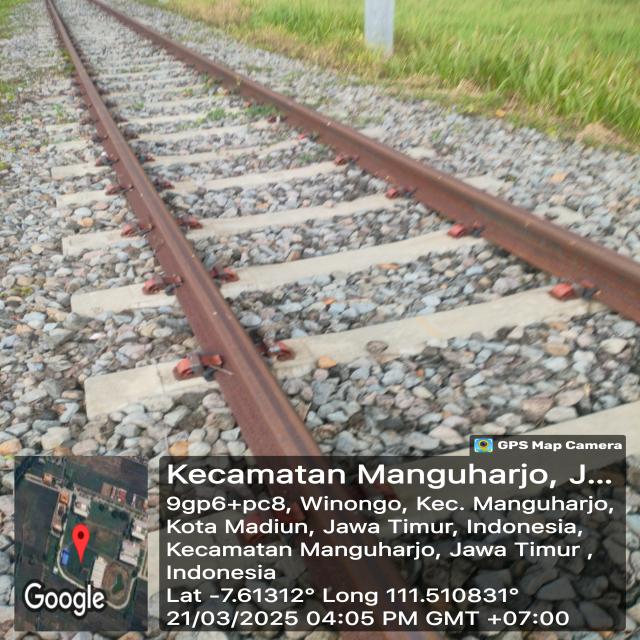 GPS Map Camera
Kecamatan Manguharjo, J...
9gp6+pc8, Winongo, Kec. Manguharjo,
Kota Madiun, Jawa Timur, Indonesia,
Kecamatan Manguharjo, Jawa Timur ,
Indonesia
Lat -7.61312° Long 111.510831°
21/03/2025 04:05 PM GMT +07:00
Google